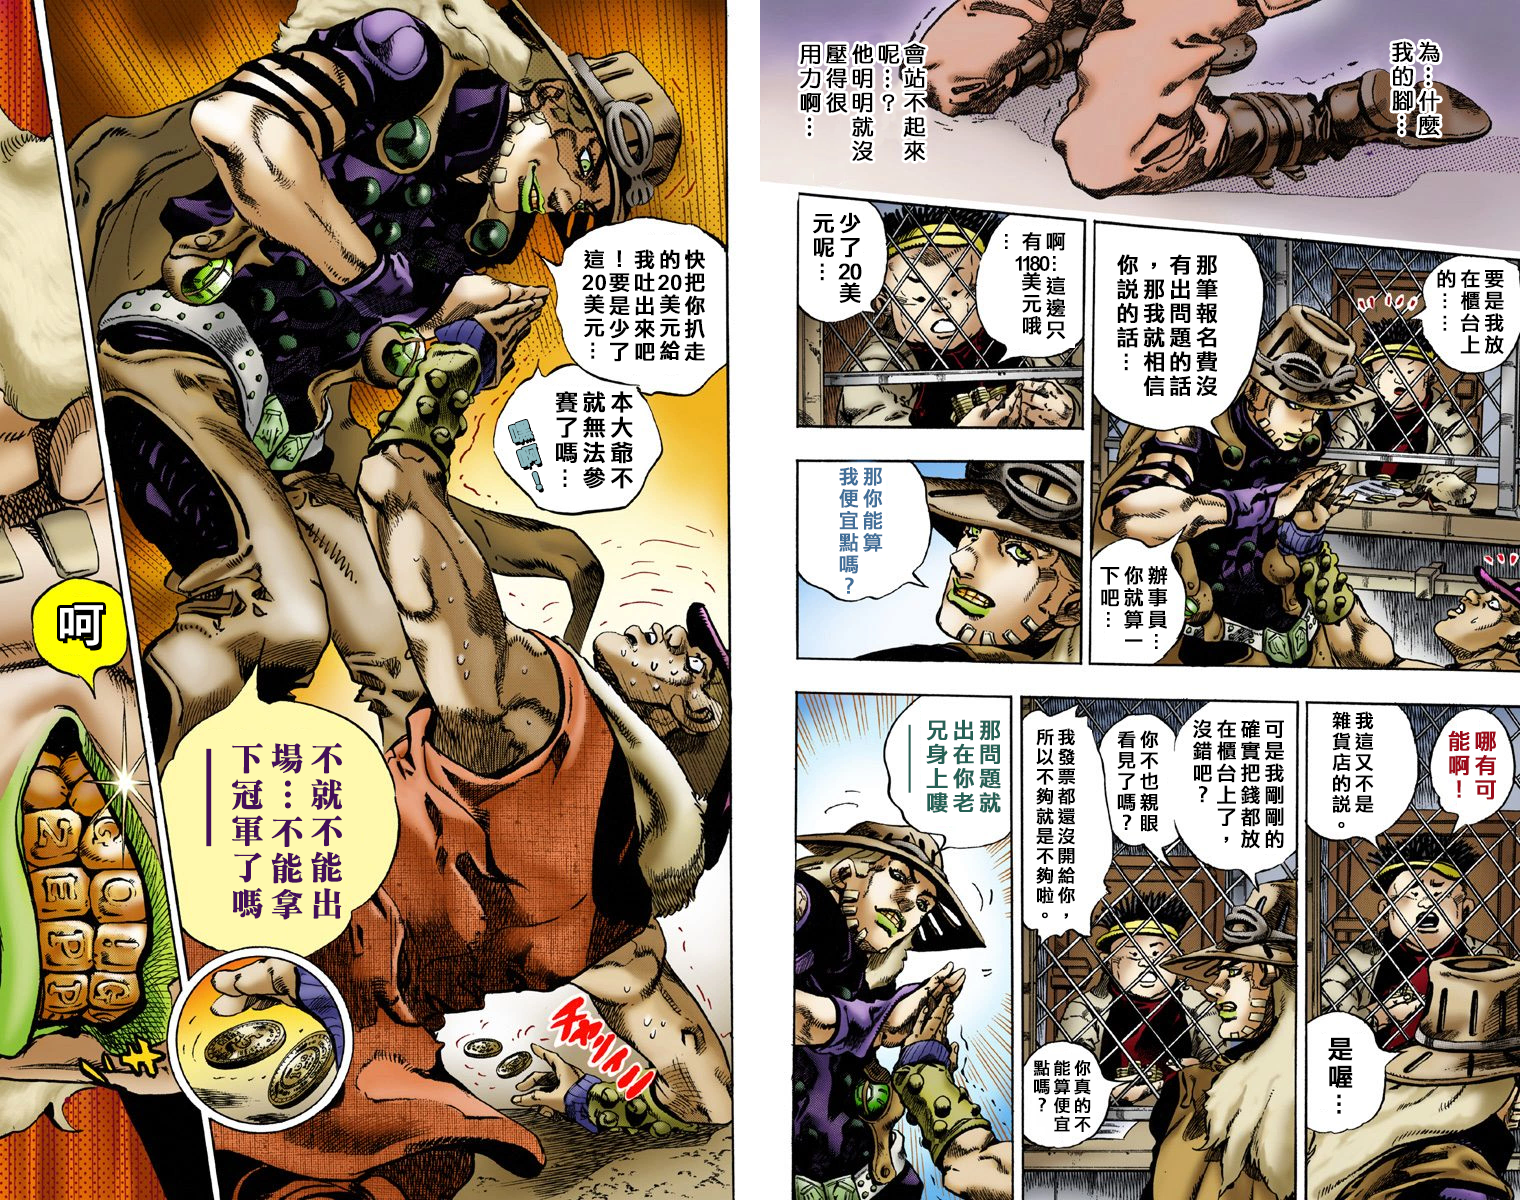 為…什麼
我的腳…
會站不起來
呢…？
他明明就沒
壓得很
用力啊…
要是我放
在櫃台上
的……
那筆報名費沒
有出問題的話
，那我就相信
你說的話…
啊…這邊只
有1180美元哦
…
少了20美
元呢…
辦事員…
你就算一
下吧…
那你能算
我便宜點嗎？
哪有可
能啊！
我這又不是
雜貨店的說。
是喔…
可是我剛剛的
確實把錢都放
在櫃台上了，
沒錯吧？
你不也親眼
看見了嗎？
我發票都還沒開給你，
所以不夠就是不夠啦。
你真的不
能算便宜
點嗎？
那問題就
出在你老
兄身上嘍
——
快把你扒走
的20美元給
我吐出來吧
！要是少了
這20美元…
本大爺不
就無法參
賽了嗎…
不就不能出
場…不能拿
下冠軍了嗎
——
チャリン
呵
GO!
ZEPP
キ